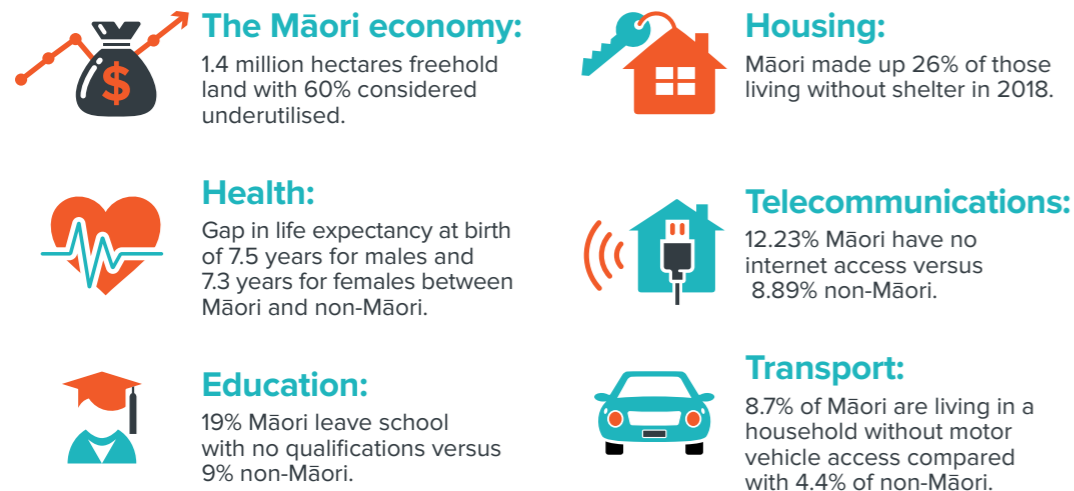 The Māori economy:
1.4 million hectares freehold
land with 60% considered
underutilised.
$
Health:
Gap in life expectancy at birth
of 7.5 years for males and
7.3 years for females between
Māori and non-Māori.
Education:
19% Māori leave school
with no qualifications versus
9% non-Māori.
Housing:
Māori made up 26% of those
living without shelter in 2018.
Telecommunications:
12.23% Māori have no
internet access versus
8.89% non-Māori.
Transport:
8.7% of Māori are living in a
household without motor
vehicle access compared
with 4.4% of non-Māori.